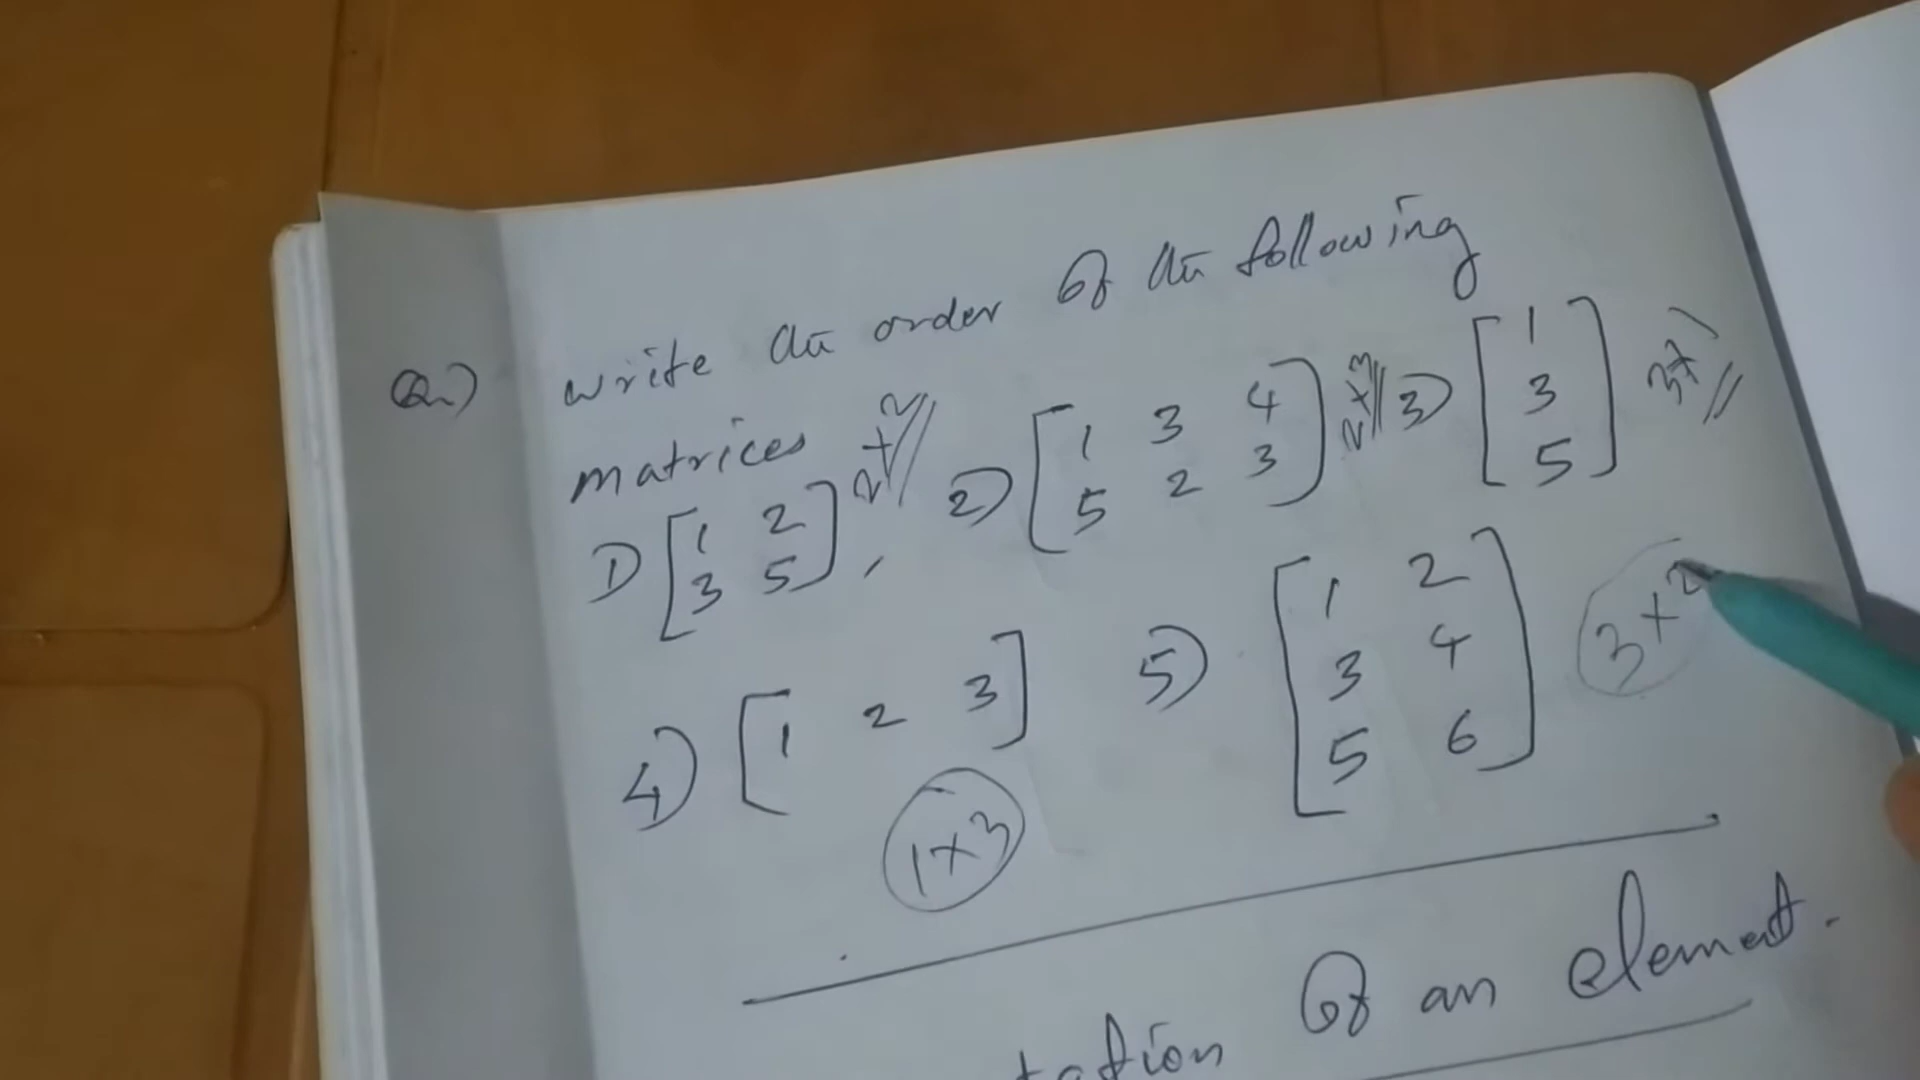 Q) Write the order of the following
matrices
1) [1 2
3 5] 2×2, 2) [1 3 4
5 2 3] 2×3 3) [1
3
5] 3×1
4) [1 2 3] 1×3 5) [1 2
3 4
5 6] 3×2
tation of an element.